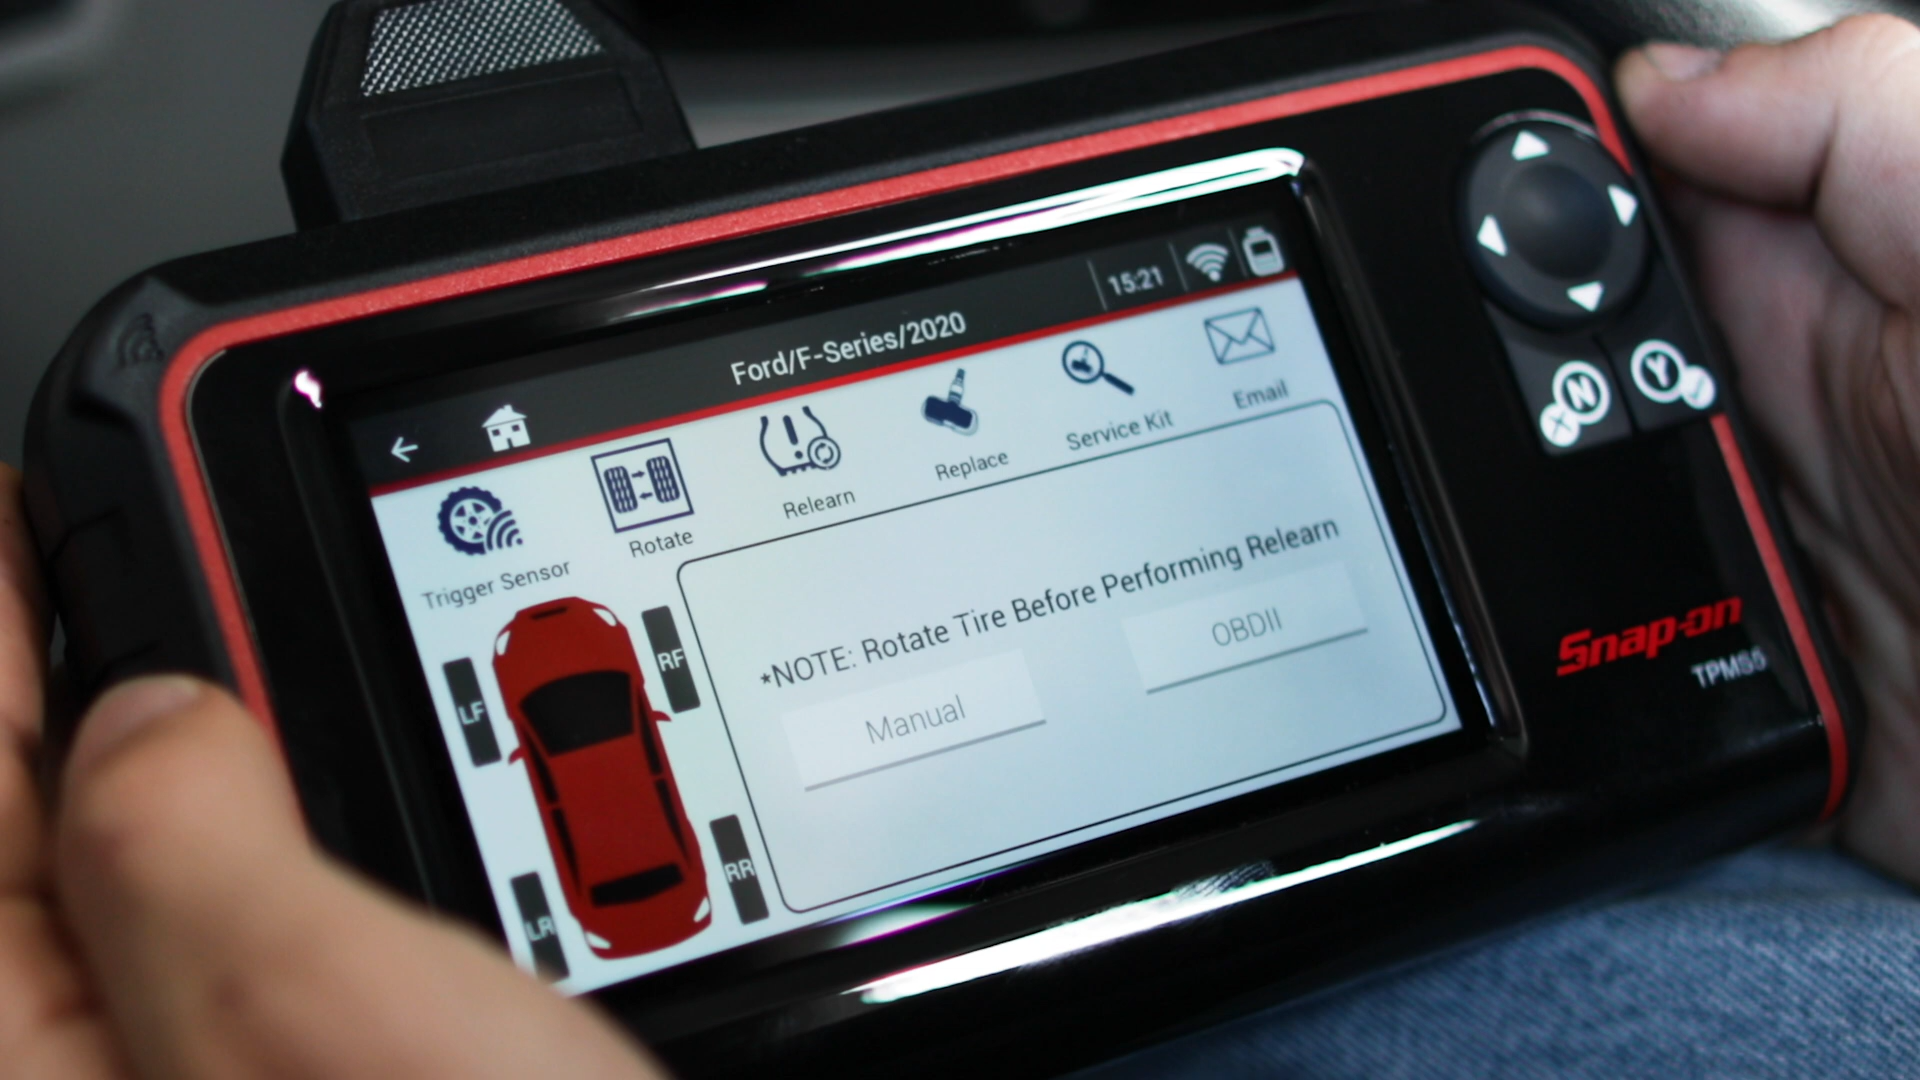 15:21
Ford/F-Series/2020
Trigger Sensor
Rotate
Relearn
Replace
Service Kit
Email
*NOTE: Rotate Tire Before Performing Relearn
Manual
OBDII
LF
RF
LR
RR
N
Y
Snap-on
TPMS5